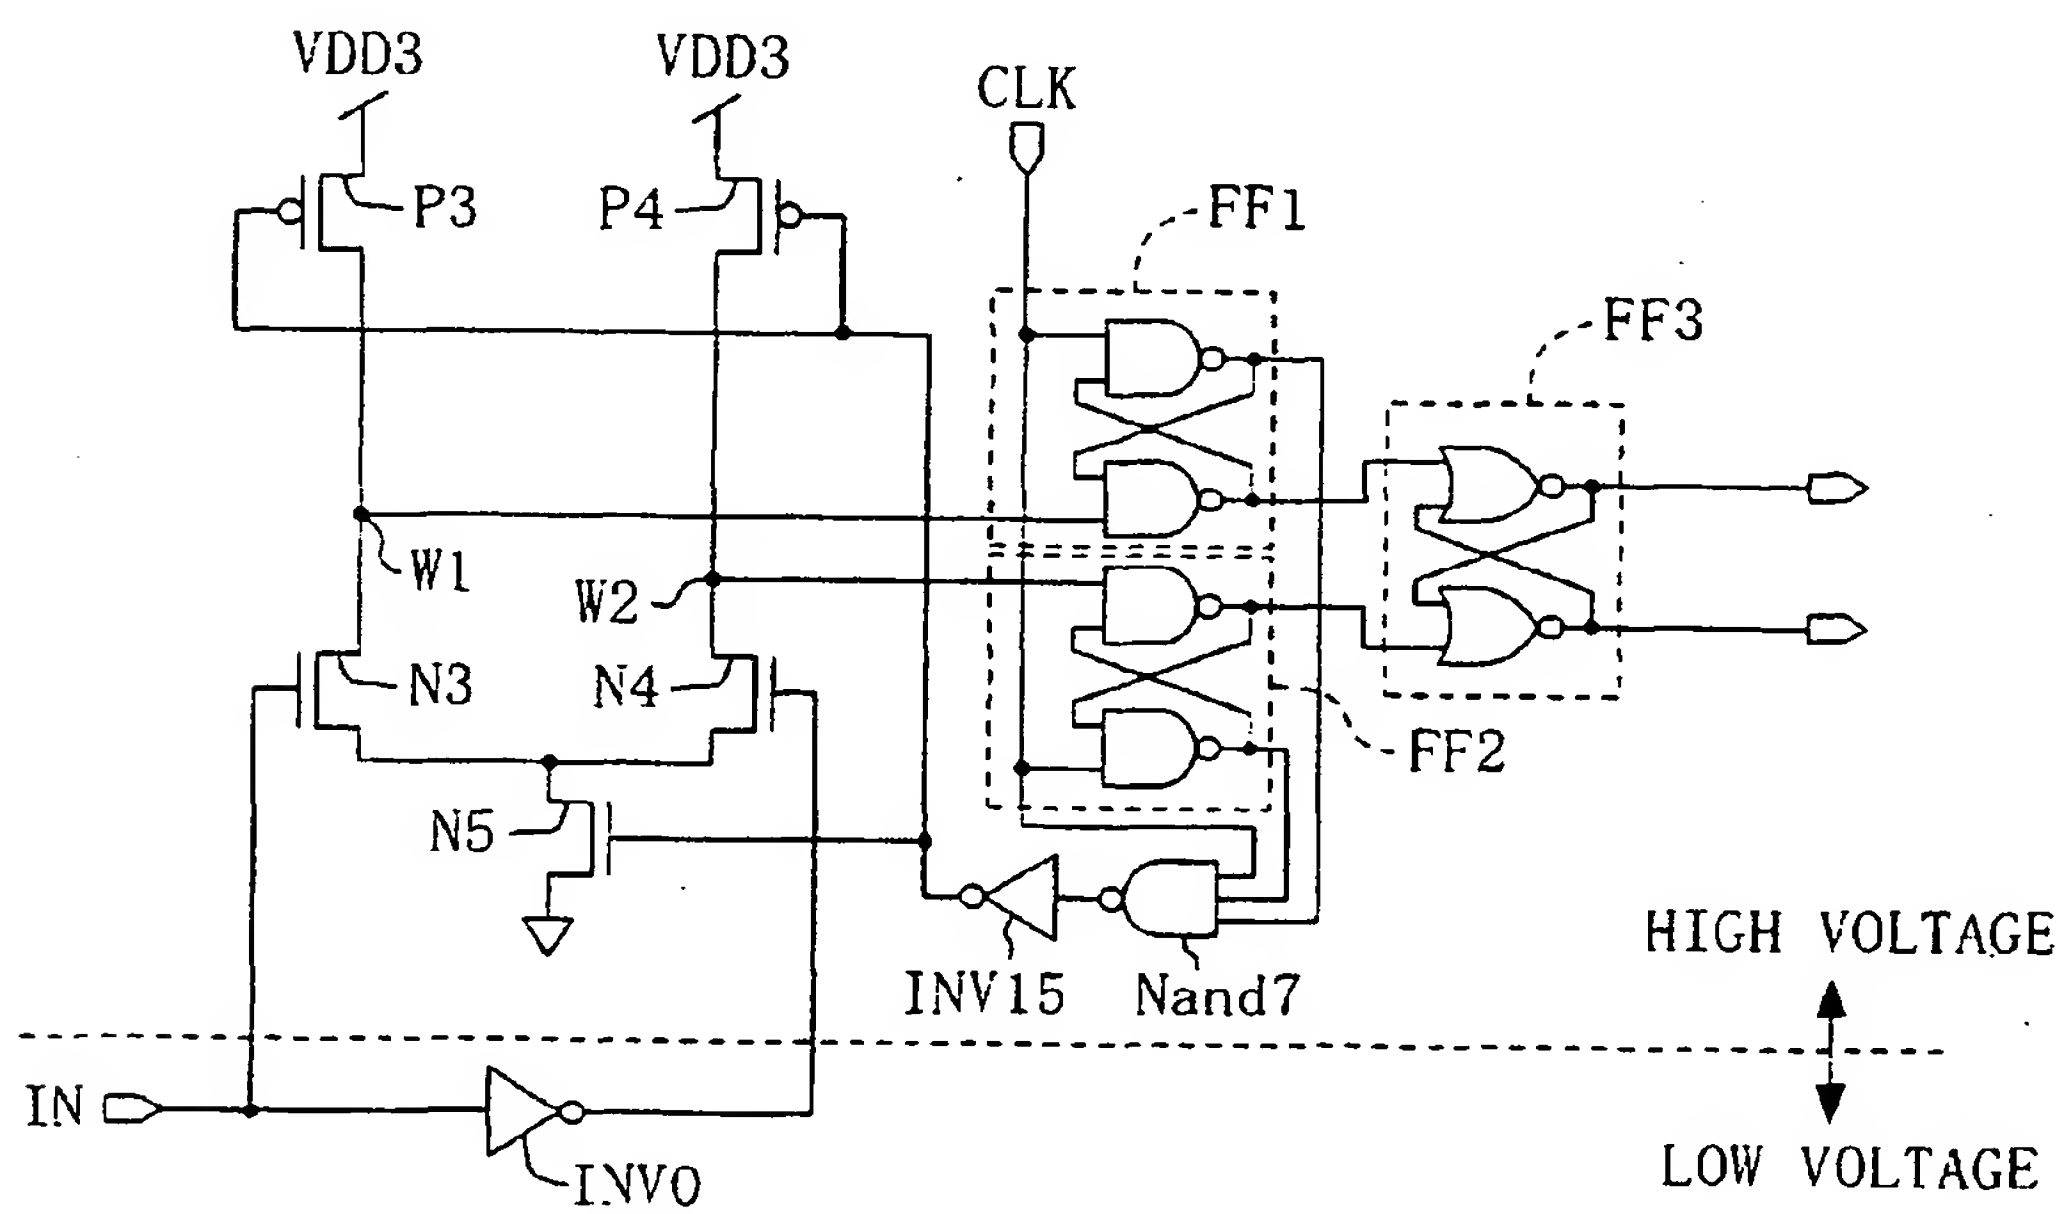 VDD3
VDD3
CLK
P3
P4
FF1
FF3
W1
W2
N3
N4
FF2
N5
INV15
Nand7
HIGH VOLTAGE
IN
INV0
LOW VOLTAGE